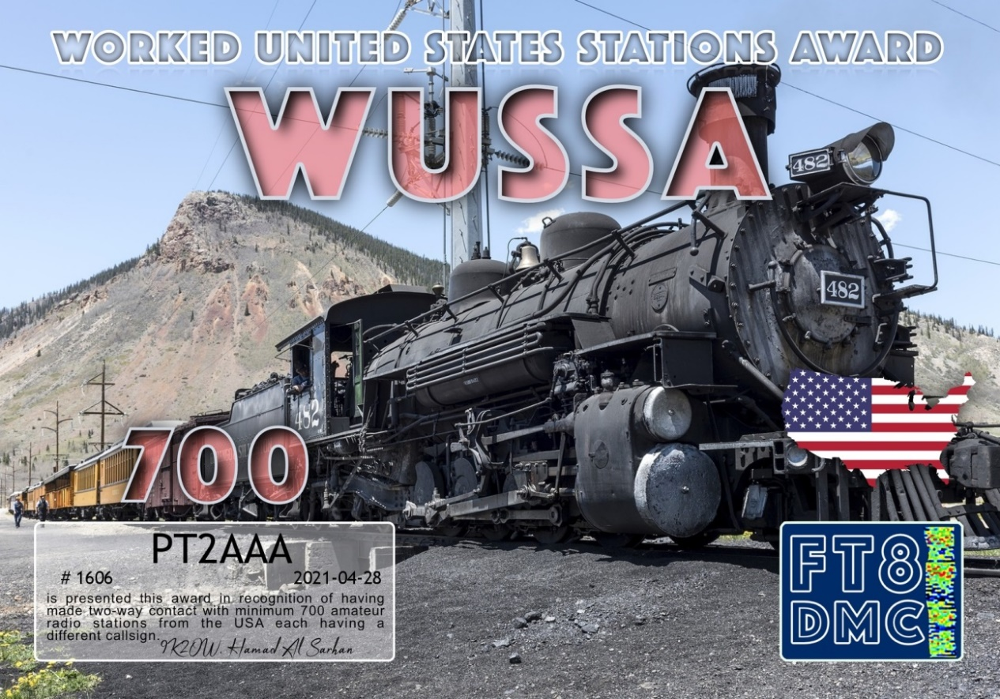 WORKED UNITED STATES STATIONS AWARD
WUSSA
482
482
482
700
PT2AAA
# 1606 2021-04-28
is presented this award in recognition of having
made two-way contact with minimum 700 amateur
radio stations from the USA each having a
different callsign.
IK2OW. Hamad Al Sarhan
FT8
DMC